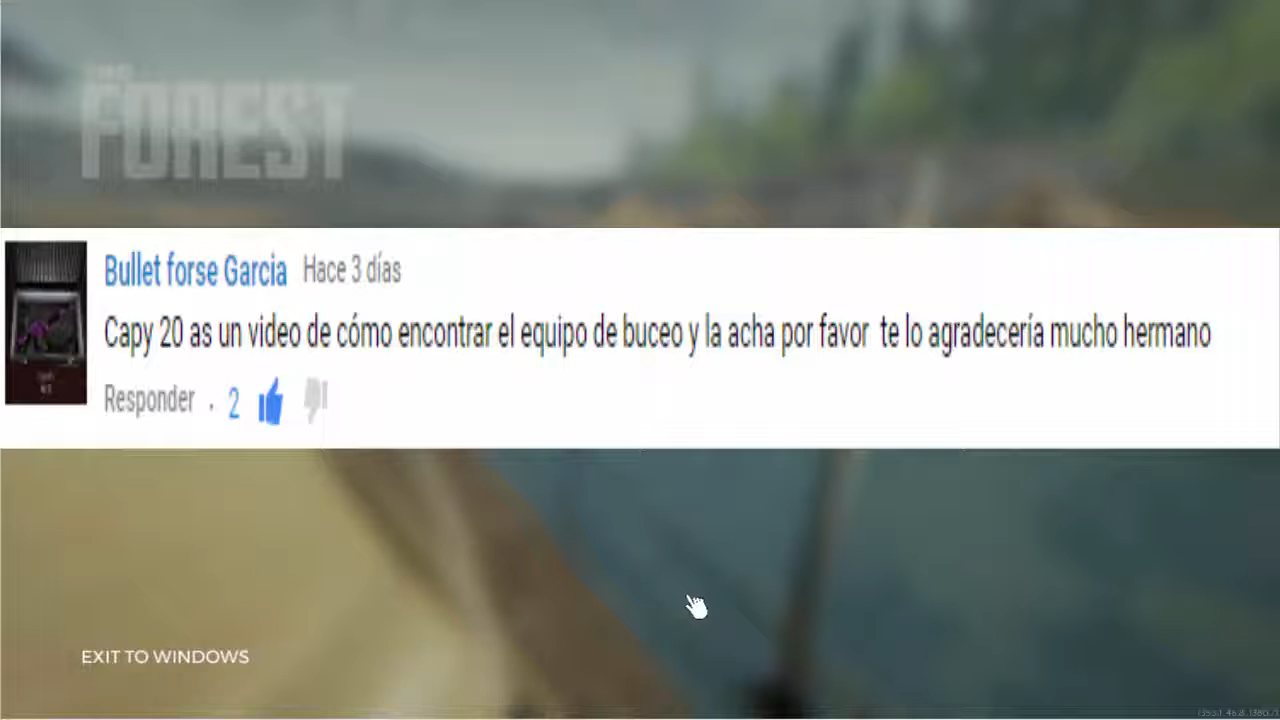 THE
FOREST
Bullet forse Garcia Hace 3 días
Capy 20 as un video de cómo encontrar el equipo de buceo y la acha por favor te lo agradecería mucho hermano
Responder . 2
EXIT TO WINDOWS